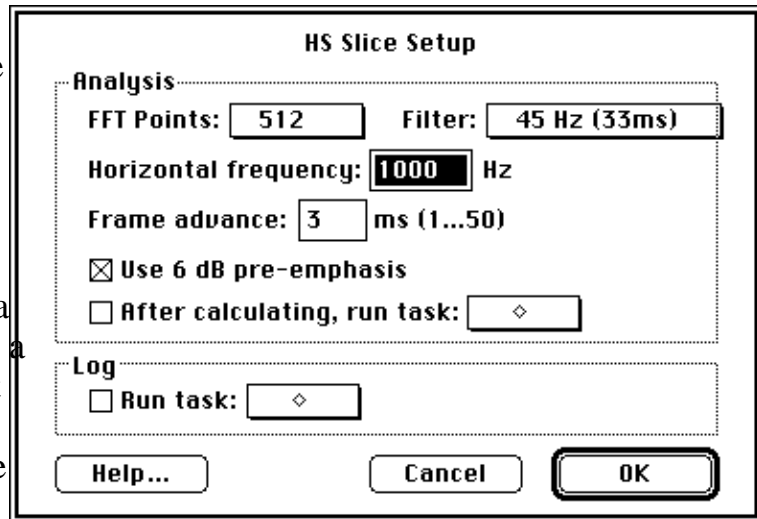 HS Slice Setup
Analysis
FFT Points: 512 Filter: 45 Hz (33ms)
Horizontal frequency: 1000 Hz
Frame advance: 3 ms (1...50)
Use 6 dB pre-emphasis
After calculating, run task:
Log
Run task:
Help... Cancel OK